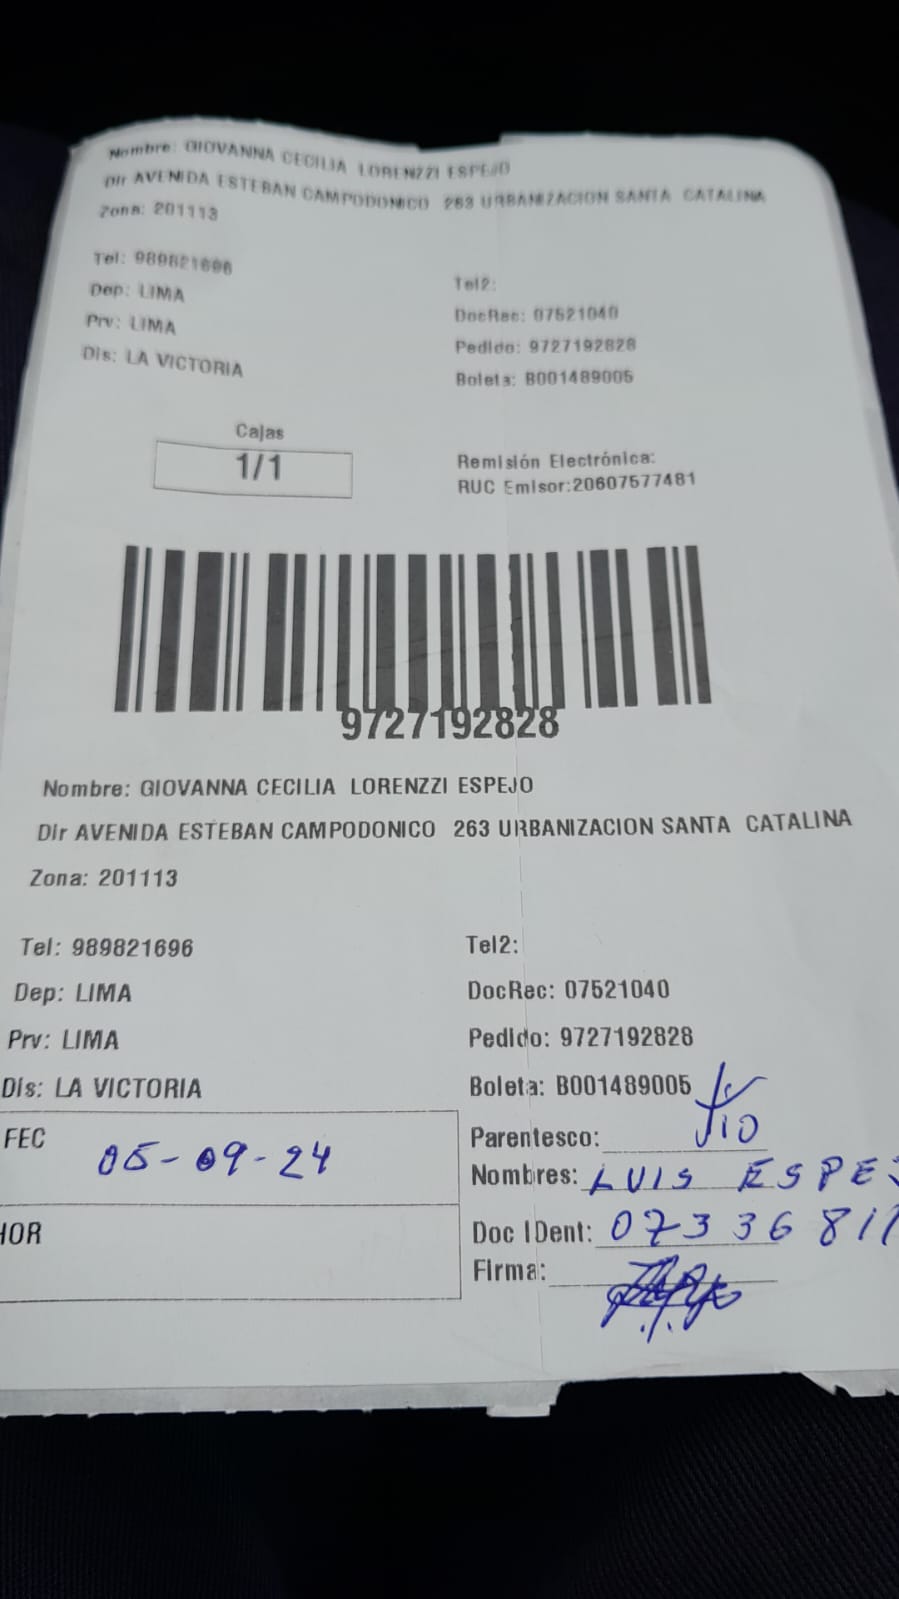 Nombre: GIOVANNA CECILIA LORENZZI ESPEJO
Dir AVENIDA ESTEBAN CAMPODONICO 263 URBANIZACION SANTA CATALINA
Zona: 201113
Tel: 989821696
Tel2:
Dep: LIMA
DocRec: 07521040
Prv: LIMA
Pedido: 9727192828
Dis: LA VICTORIA
Boleta: B001489005
Cajas
1/1
Remisión Electrónica:
RUC Emisor:20607577481
9727192828
Nombre: GIOVANNA CECILIA LORENZZI ESPEJO
Dir AVENIDA ESTEBAN CAMPODONICO 263 URBANIZACION SANTA CATALINA
Zona: 201113
Tel: 989821696
Tel2:
Dep: LIMA
DocRec: 07521040
Prv: LIMA
Pedido: 9727192828
Dis: LA VICTORIA
Boleta: B001489005
FEC 05-09-24
Parentesco: tío
Nombres: LUIS ESPE
HOR
Doc IDent: 0733681
Firma: